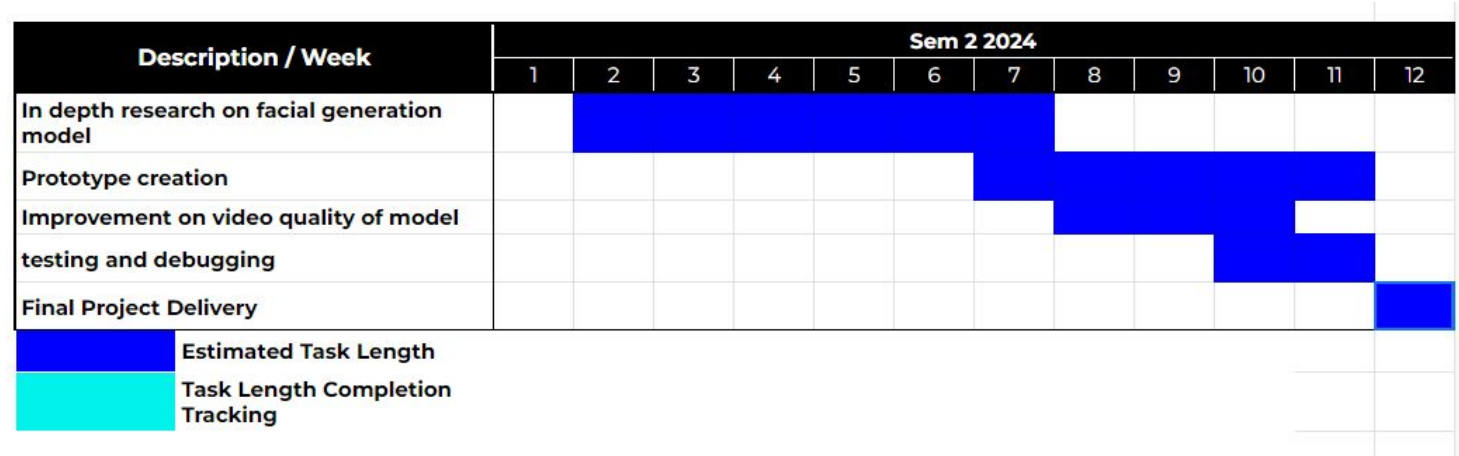 Description / Week
Sem 2 2024
1 2 3 4 5 6 7 8 9 10 11 12
In depth research on facial generation
model
Prototype creation
Improvement on video quality of model
testing and debugging
Final Project Delivery
Estimated Task Length
Task Length Completion
Tracking